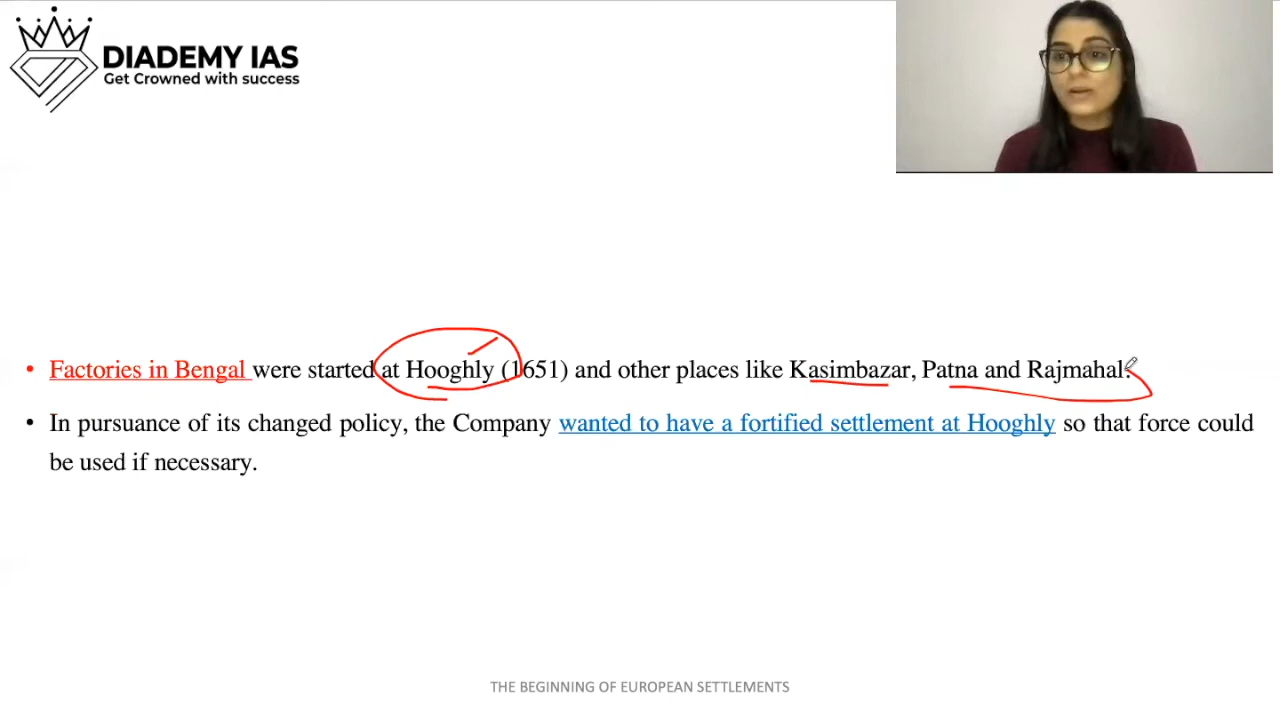 DIADEMY IAS
Get Crowned with success
• Factories in Bengal were started at Hooghly (1651) and other places like Kasimbazar, Patna and Rajmahal.
• In pursuance of its changed policy, the Company wanted to have a fortified settlement at Hooghly so that force could
be used if necessary.
THE BEGINNING OF EUROPEAN SETTLEMENTS